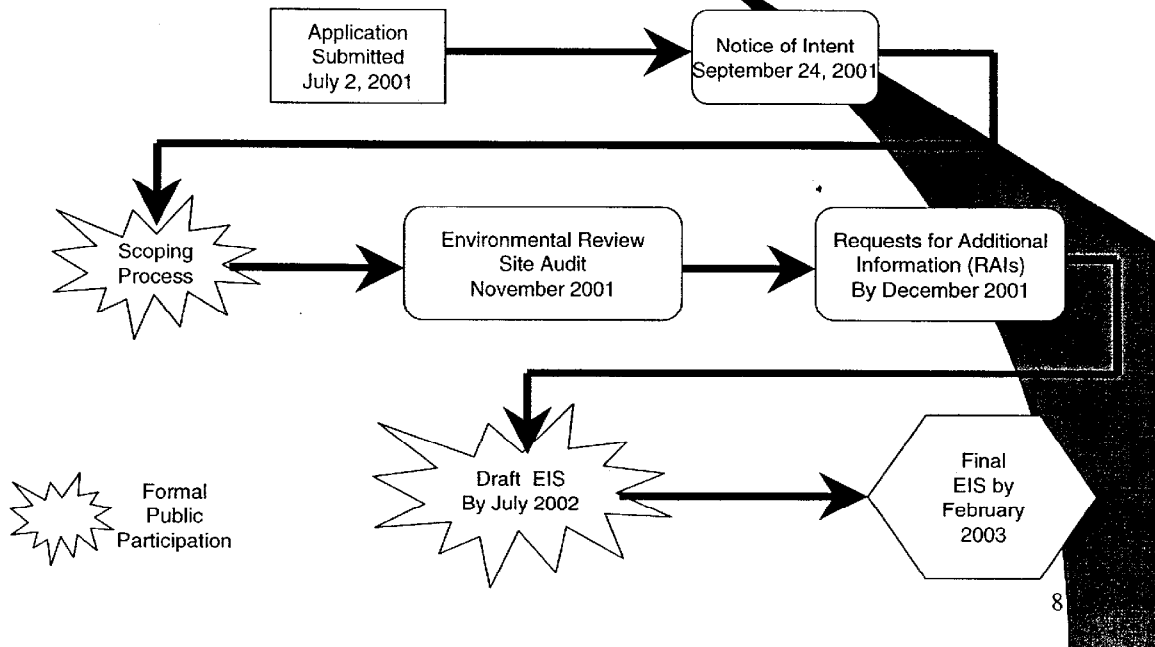 Application
Submitted
July 2, 2001
Notice of Intent
September 24, 2001
Scoping
Process
Environmental Review
Site Audit
November 2001
Requests for Additional
Information (RAIs)
By December 2001
Draft EIS
By July 2002
Final
EIS by
February
2003
Formal
Public
Participation
8